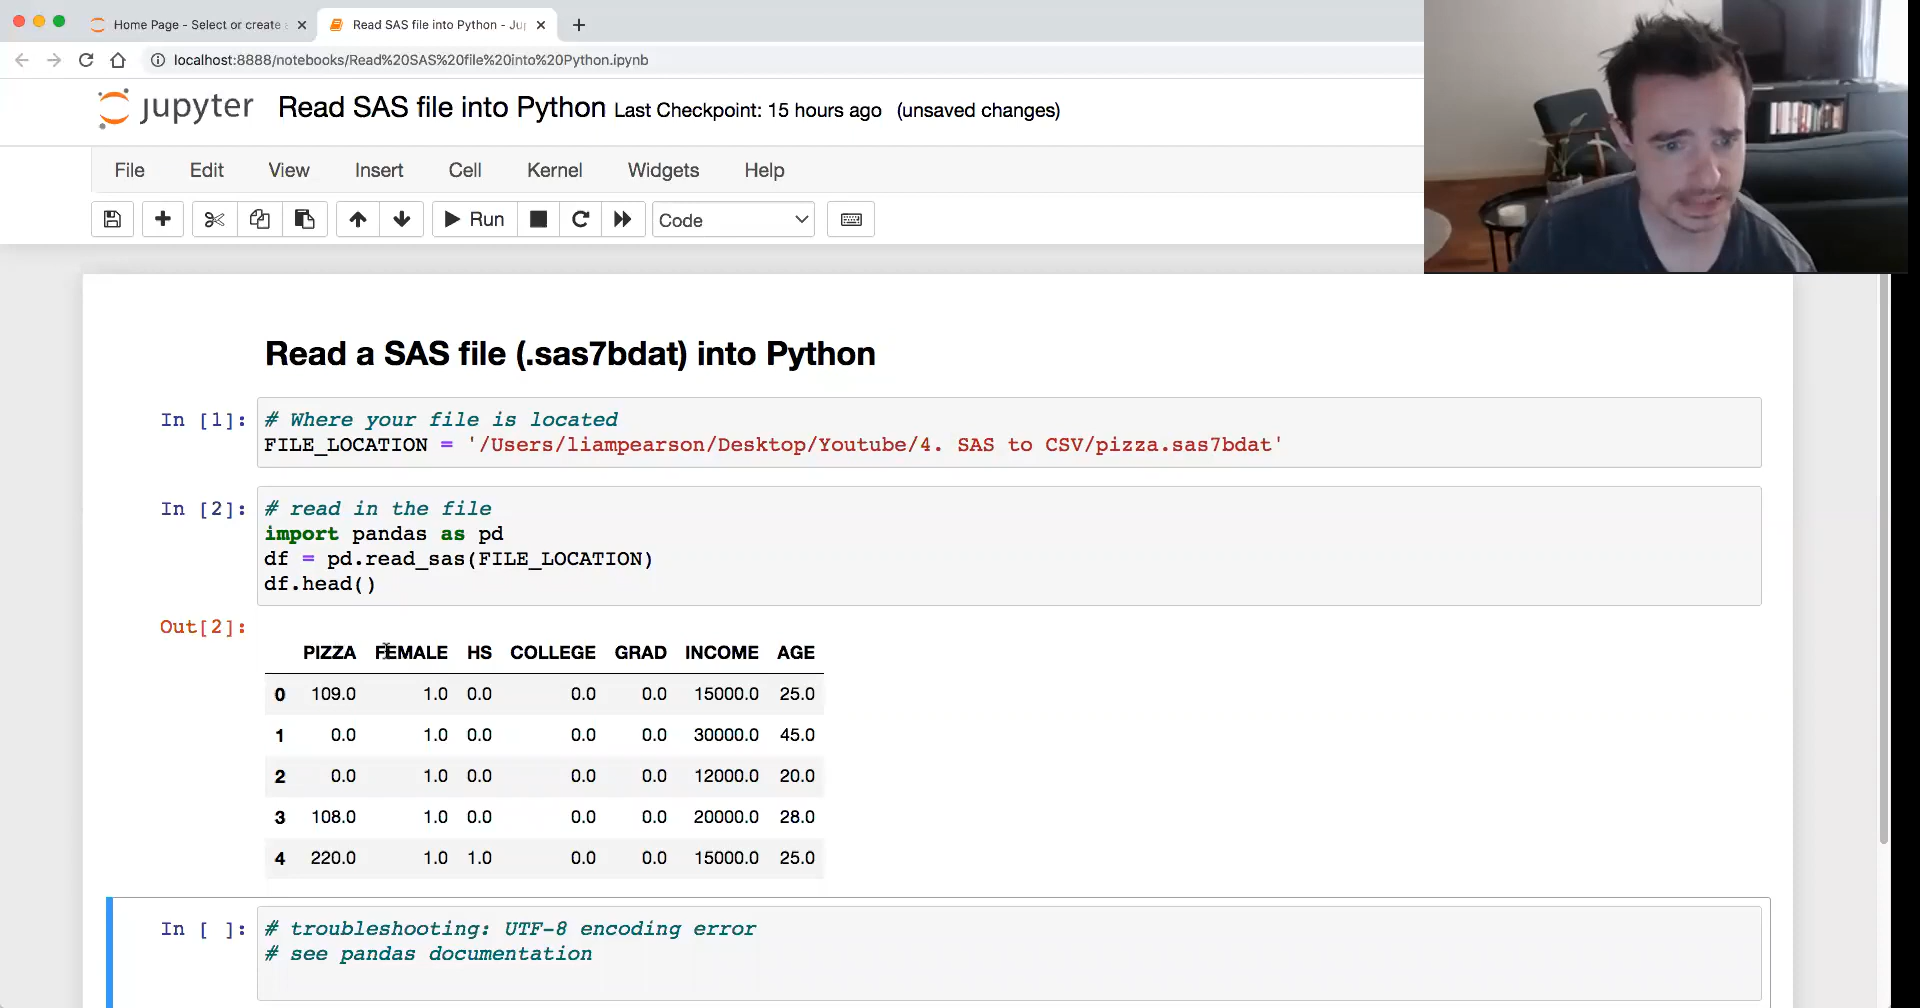 Home Page - Select or create
Read SAS file into Python - Ju
localhost:8888/notebooks/Read%20SAS%20file%20into%20Python.ipynb
jupyter Read SAS file into Python Last Checkpoint: 15 hours ago (unsaved changes)
File Edit View Insert Cell Kernel Widgets Help
Run Code
Read a SAS file (.sas7bdat) into Python
In [1]: # Where your file is located
FILE_LOCATION = '/Users/liampearson/Desktop/Youtube/4. SAS to CSV/pizza.sas7bdat'
In [2]: # read in the file
import pandas as pd
df = pd.read_sas(FILE_LOCATION)
df.head()
Out[2]:
PIZZA FEMALE HS COLLEGE GRAD INCOME AGE
0 109.0 1.0 0.0 0.0 0.0 15000.0 25.0
1 0.0 1.0 0.0 0.0 0.0 30000.0 45.0
2 0.0 1.0 0.0 0.0 0.0 12000.0 20.0
3 108.0 1.0 0.0 0.0 0.0 20000.0 28.0
4 220.0 1.0 1.0 0.0 0.0 15000.0 25.0
In [ ]: # troubleshooting: UTF-8 encoding error
# see pandas documentation